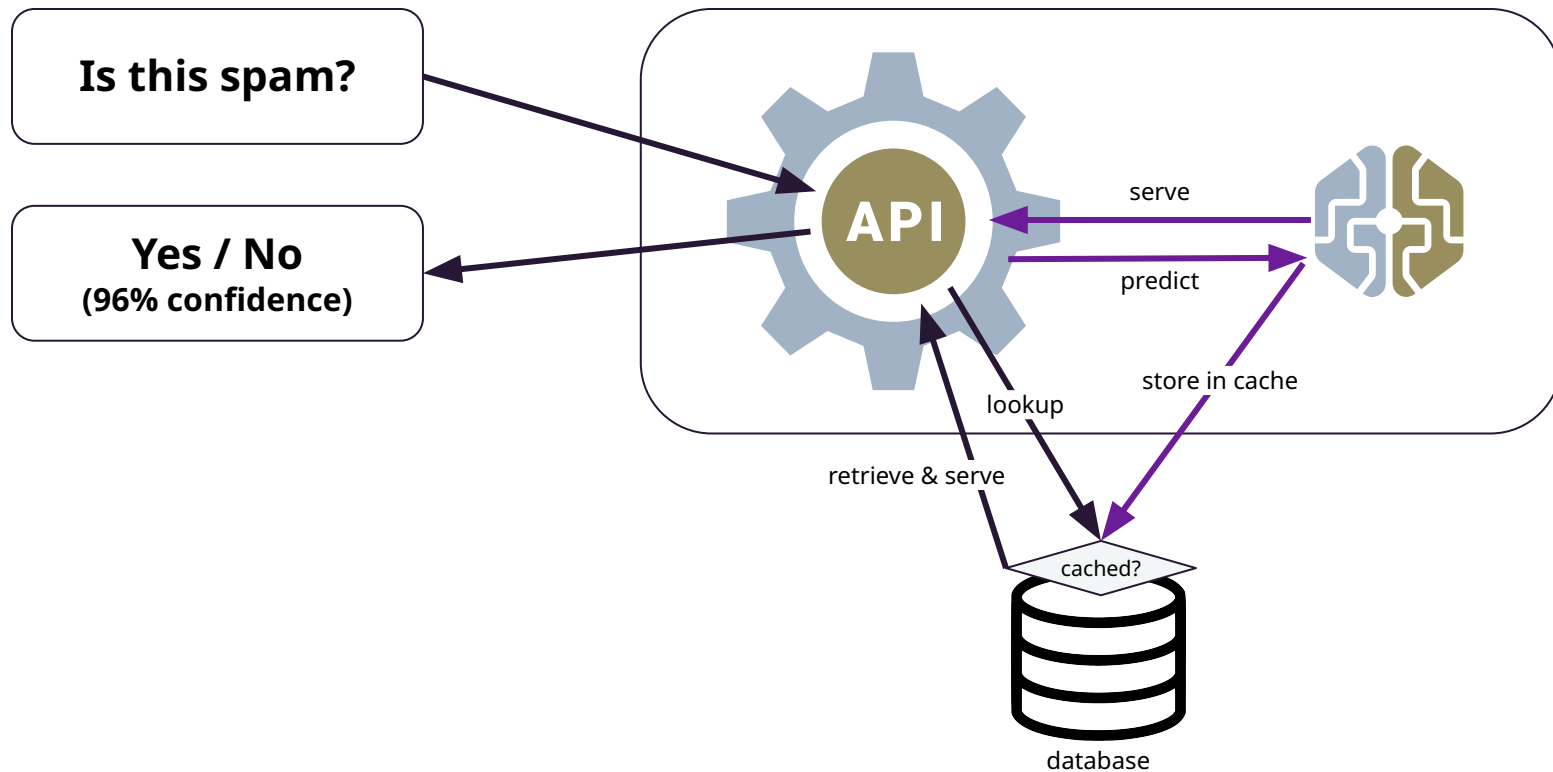 Is this spam?
Yes / No
(96% confidence)
API
serve
predict
store in cache
lookup
retrieve & serve
cached?
database